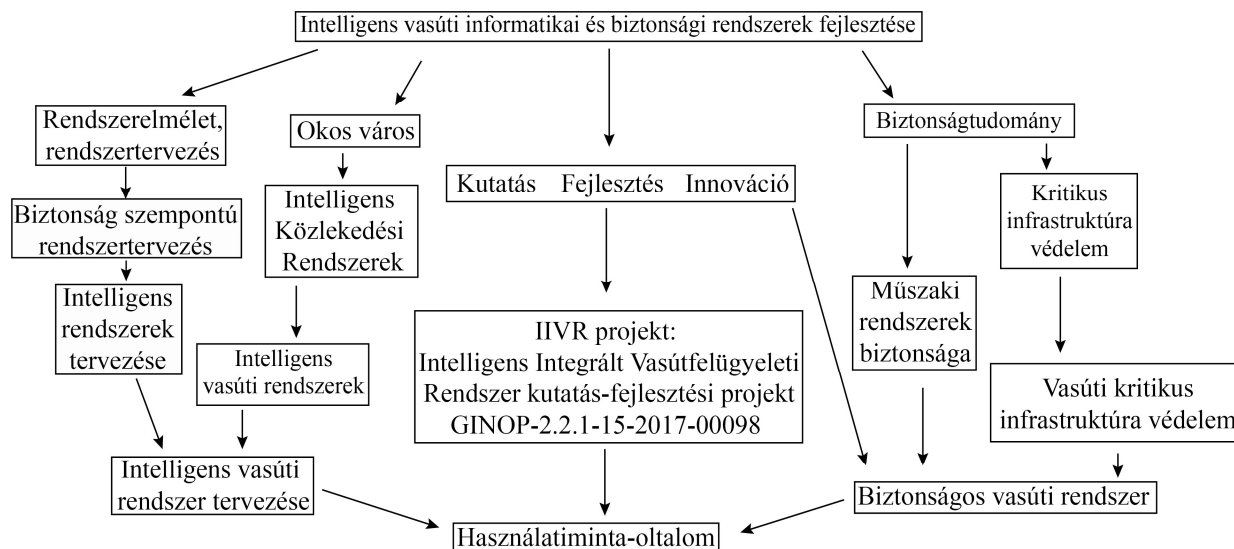 Intelligens vasúti informatikai és biztonsági rendszerek fejlesztése
Rendszerelmélet,
rendszertervezés
Okos város
Biztonságtudomány
Kutatás Fejlesztés Innováció
Biztonság szempontú
rendszertervezés
Intelligens
Közlekedési
Rendszerek
Kritikus
infrastruktúra
védelem
Intelligens
rendszerek
tervezése
Műszaki
rendszerek
biztonsága
IIVR projekt:
Intelligens Integrált Vasútfelügyeleti
Rendszer kutatás-fejlesztési projekt
GINOP-2.2.1-15-2017-00098
Intelligens
vasúti rendszerek
Vasúti kritikus
infrastruktúra védelem
Intelligens vasúti
rendszer tervezése
Biztonságos vasúti rendszer
Használatiminta-oltalom